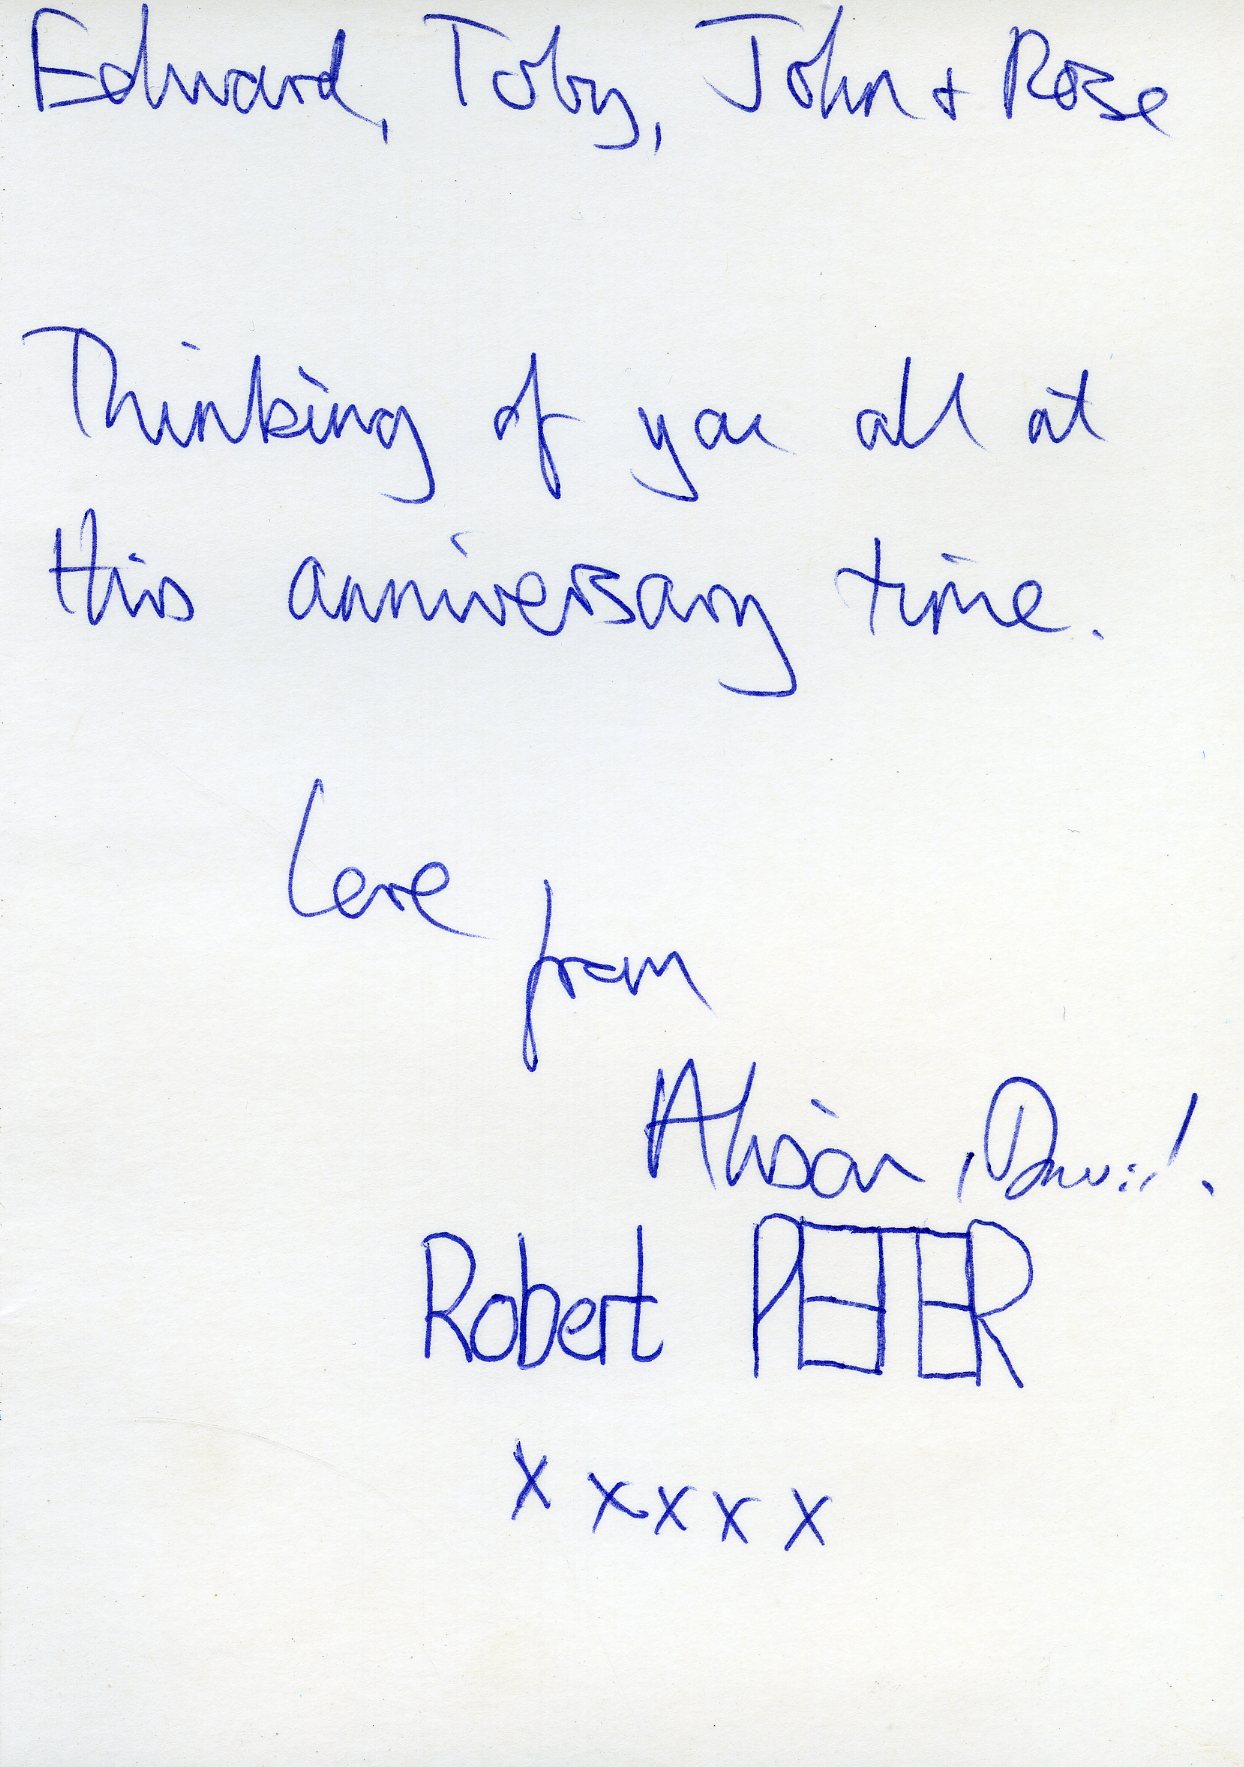 Edward, Toby, John + Rose
Thinking of you all at
this anniversary time.
Love
from
Alison, David.
Robert PETER
x x x x x